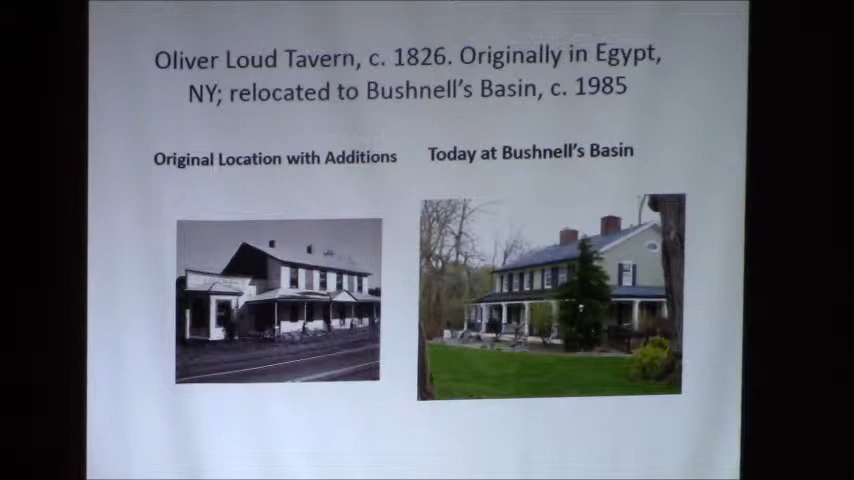 Oliver Loud Tavern, c. 1826. Originally in Egypt,
NY; relocated to Bushnell's Basin, c. 1985
Original Location with Additions
Today at Bushnell's Basin